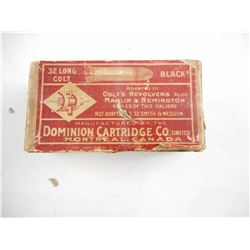 32 LONG COLT
BLACK
ADAPTED TO
COLT'S REVOLVERS ALSO
MARLIN & REMINGTON
RIFLES OF THIS CALIBRE
NOT ADAPTED TO 32 SMITH & WESSON
MANUFACTURED BY THE
DOMINION CARTRIDGE CO. LIMITED
MONTREAL, CANADA